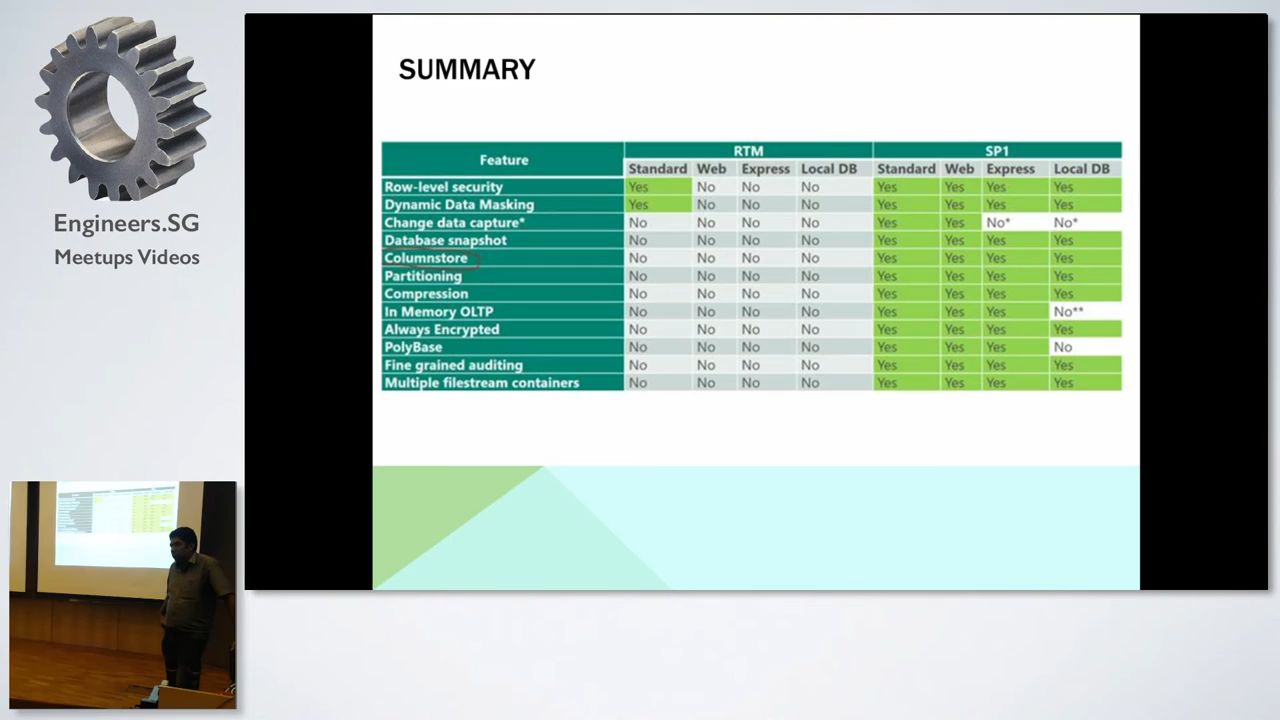 Engineers.SG
Meetups Videos
SUMMARY
Feature RTM SP1
Standard Web Express Local DB Standard Web Express Local DB
Row-level security Yes No No No Yes Yes Yes Yes
Dynamic Data Masking Yes No No No Yes Yes Yes Yes
Change data capture* No No No No Yes Yes No* No*
Database snapshot No No No No Yes Yes Yes Yes
Columnstore No No No No Yes Yes Yes Yes
Partitioning No No No No Yes Yes Yes Yes
Compression No No No No Yes Yes Yes Yes
In Memory OLTP No No No No Yes Yes Yes No**
Always Encrypted No No No No Yes Yes Yes Yes
PolyBase No No No No Yes Yes Yes No
Fine grained auditing No No No No Yes Yes Yes Yes
Multiple filestream containers No No No No Yes Yes Yes Yes